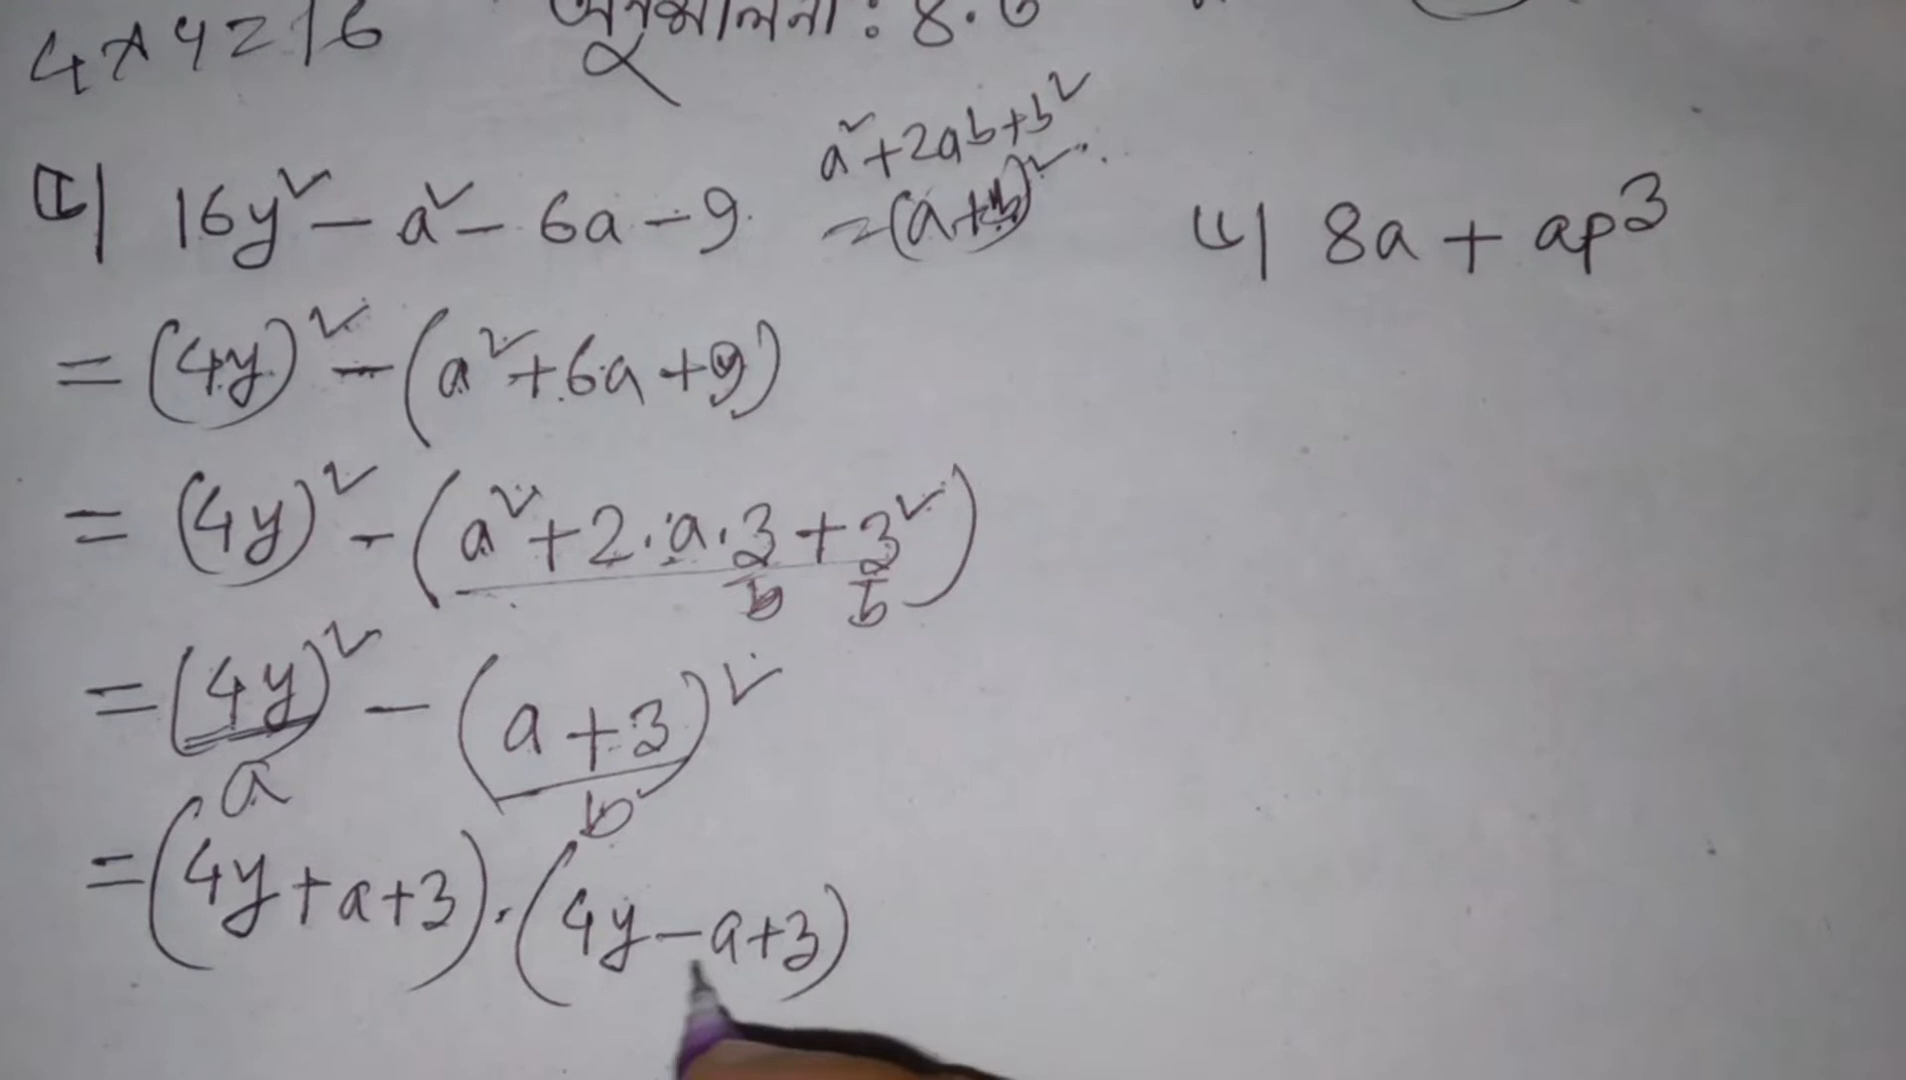 4×4=16 অনুশীলনী: ৪.৩
৫| 16y² - a² - 6a - 9
a² + 2ab + b²
= (a+b)²
= (4y)² - (a² + 6a + 9)
= (4y)² - (a² + 2.a.3 + 3²)
b b
= (4y)² - (a+3)²
a b
= (4y+a+3).(4y-a+3)
৬| 8a + ap³